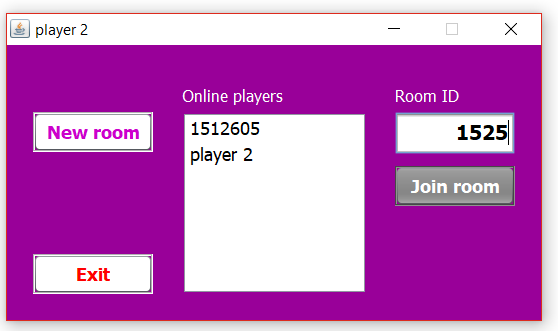 player 2
Online players
Room ID
New room
1512605
player 2
1525
Join room
Exit